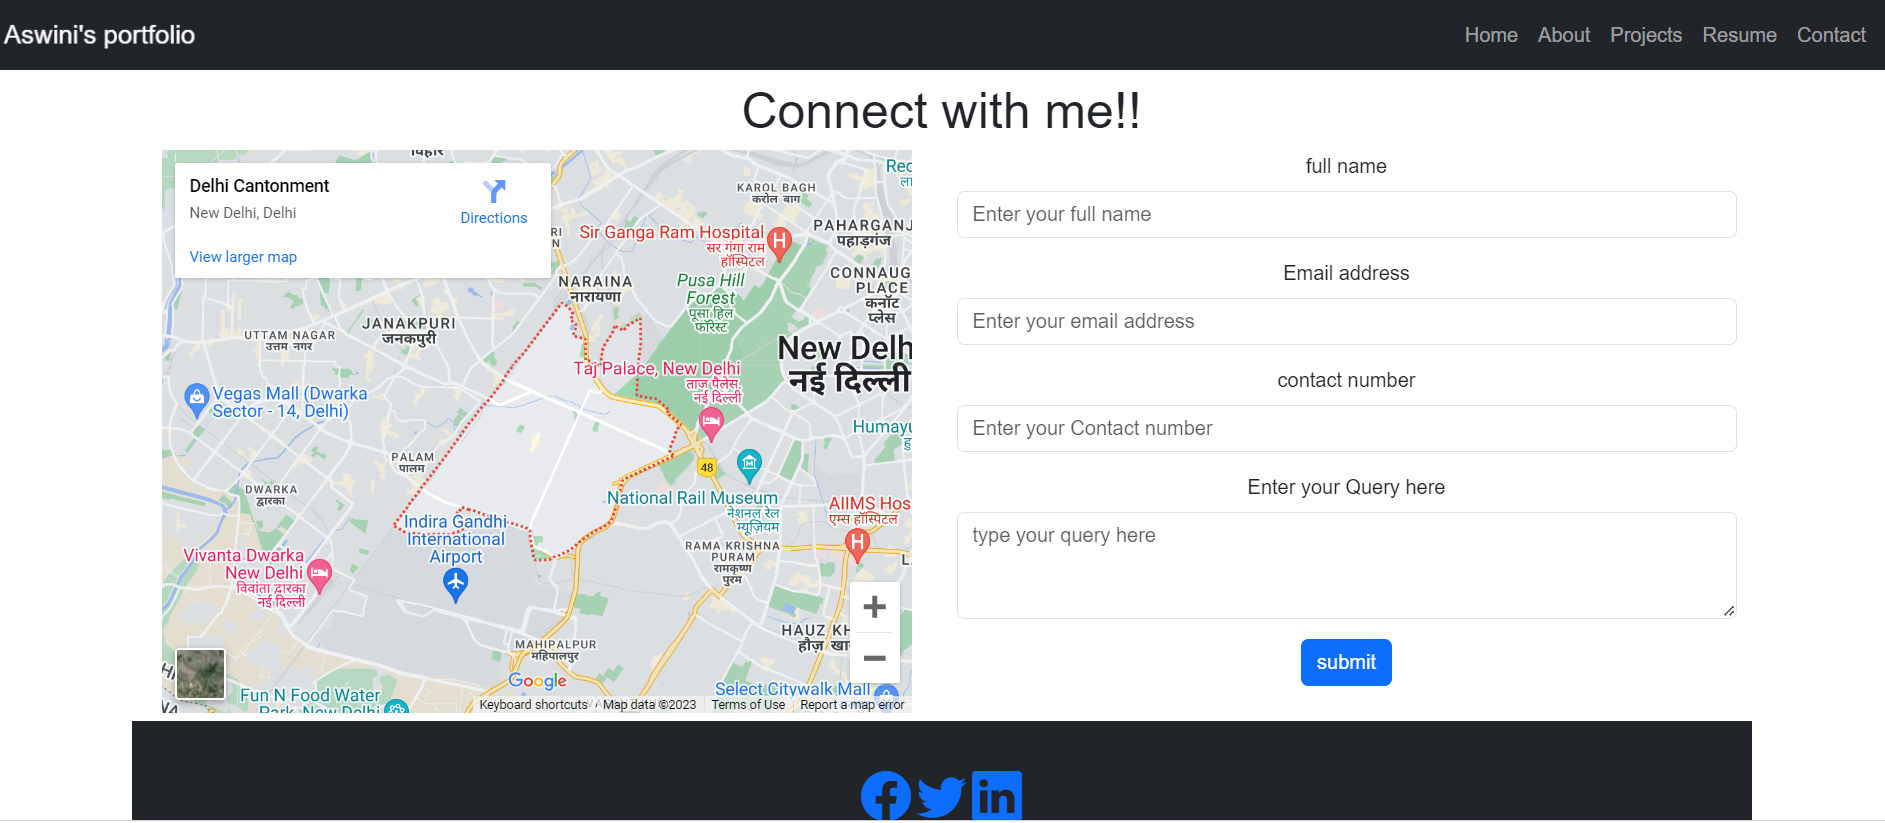 Aswini's portfolio
Home About Projects Resume Contact
Connect with me!!
Delhi Cantonment
New Delhi, Delhi
Directions
View larger map
KAROL BAGH
करोल बाग
Sir Ganga Ram Hospital
सर गंगा राम
हॉस्पिटल
PAHARGANJ
पहाड़गंज
NARAINA
नारायणा
Pusa Hill
Forest
पूसा हिल
फॉरेस्ट
CONNAUG
PLACE
कनॉट
प्लेस
UTTAM NAGAR
उत्तम नगर
JANAKPURI
जनकपुरी
New Delh
नई दिल्ली
Taj Palace, New Delhi
ताज पैलेस,
नई दिल्ली
Vegas Mall (Dwarka
Sector - 14, Delhi)
Humayu
PALAM
पालम
48
DWARKA
द्वारका
National Rail Museum
नेशनल रेल
म्यूज़ियम
AIIMS Hos
एम्स हॉस्पिटल
Indira Gandhi
International
Airport
Vivanta Dwarka
New Delhi
विवांता द्वारका
नई दिल्ली
RAMA KRISHNA
PURAM
रामकृष्ण
पुरम
HAUZ KH
हौज़ खा
MAHIPALPUR
महिपालपुर
Google
Select Citywalk Mall
Fun N Food Water
Park, New Delhi
Keyboard shortcuts Map data ©2023 Terms of Use Report a map error
full name
Enter your full name
Email address
Enter your email address
contact number
Enter your Contact number
Enter your Query here
type your query here
submit